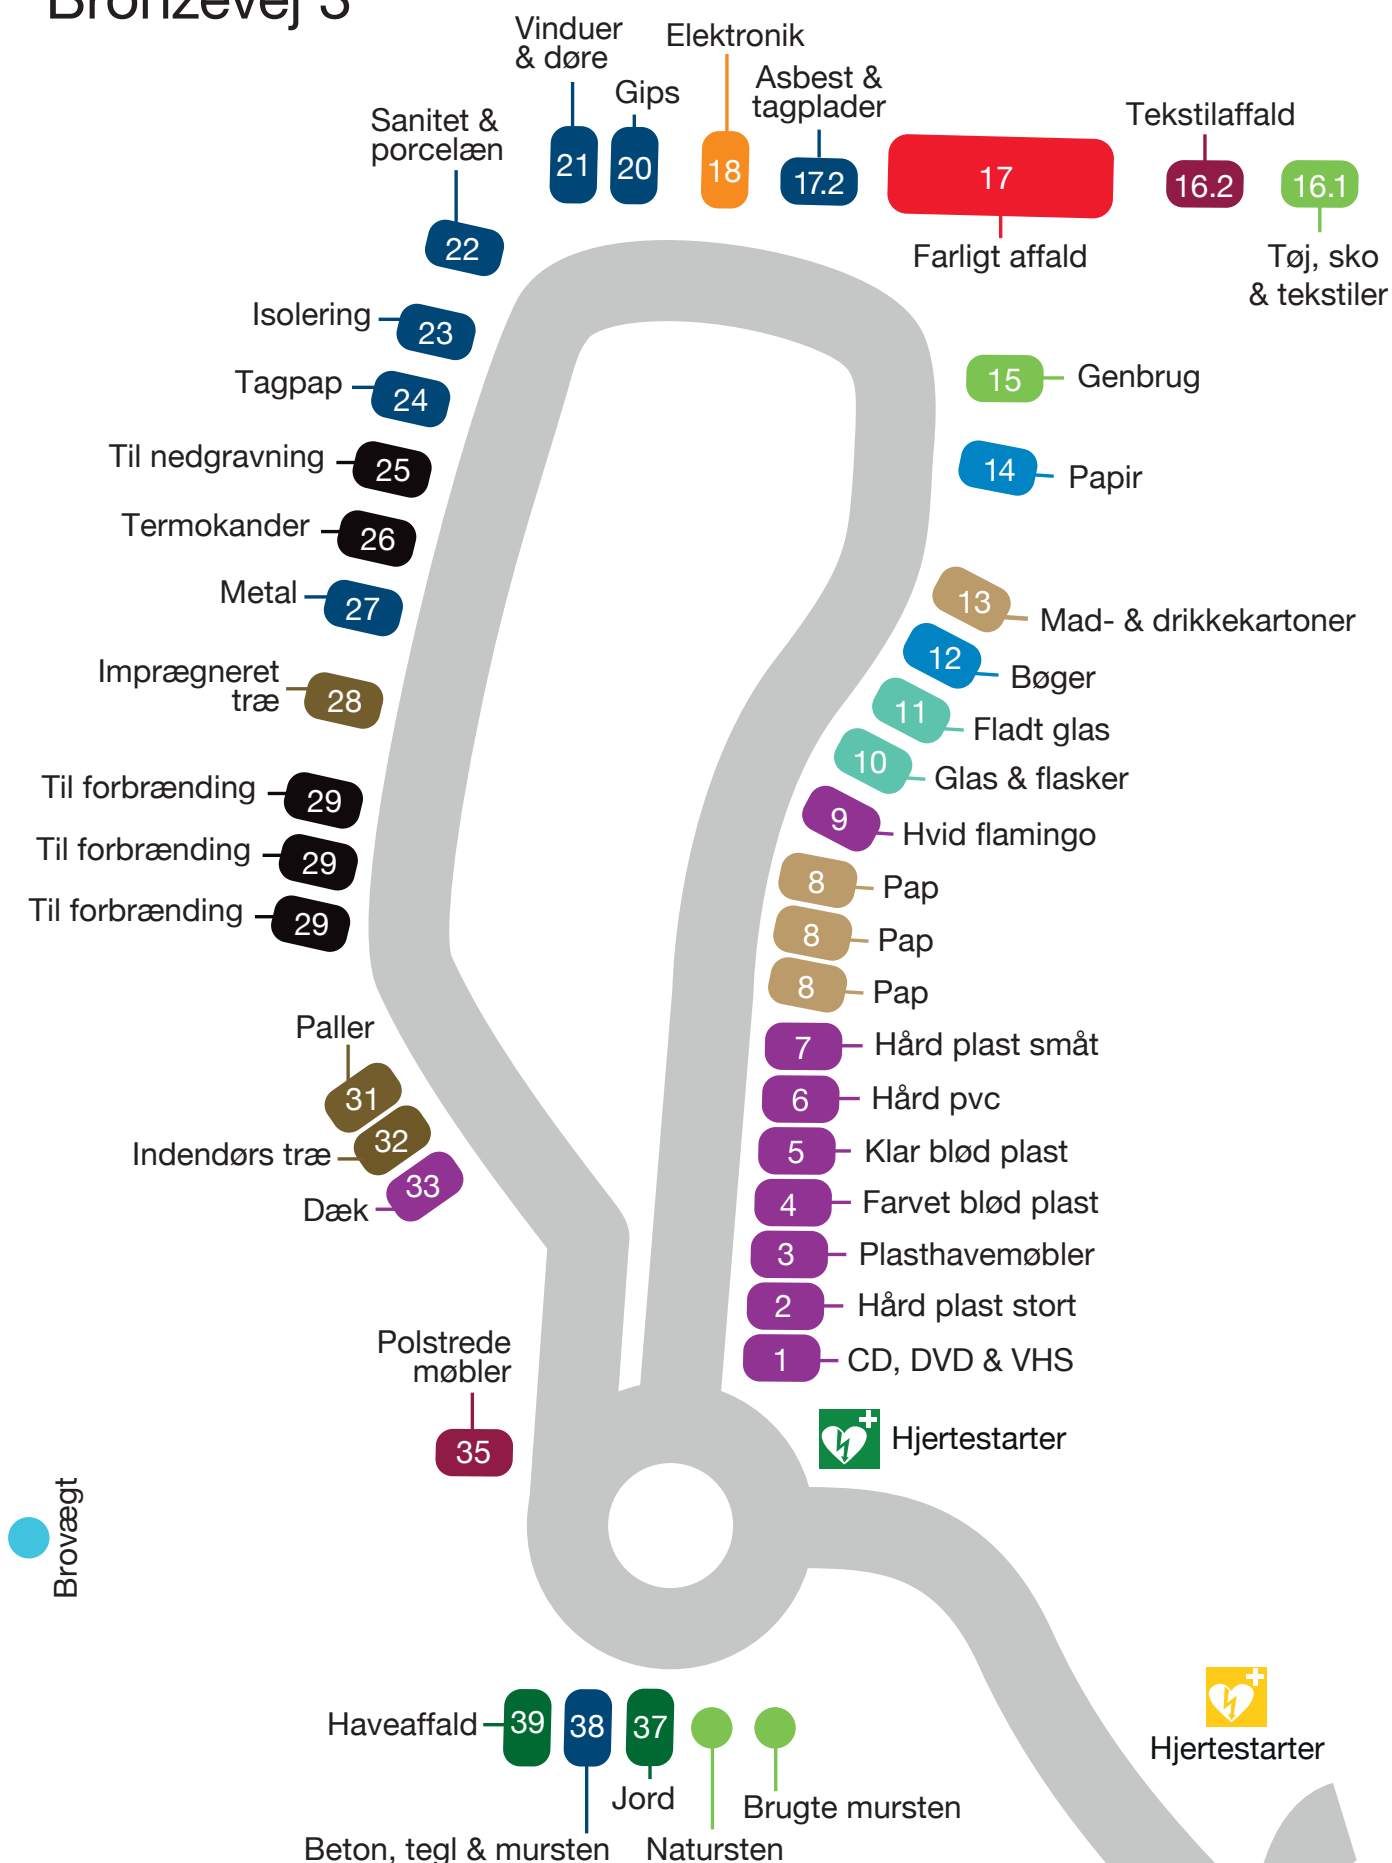 Bronzevej 3
Vinduer
& døre
Elektronik
Gips
Asbest &
tagplader
Sanitet &
porcelæn
Tekstilaffald
21
20
18
17.2
17
16.2
16.1
Farligt affald
Tøj, sko
& tekstiler
22
Isolering
23
Tagpap
24
Til nedgravning
25
Termokander
26
Metal
27
Imprægneret
træ
28
Til forbrænding
29
Til forbrænding
29
Til forbrænding
29
Paller
31
Indendørs træ
32
Dæk
33
Polstrede
møbler
35
15
Genbrug
14
Papir
13
Mad- & drikkekartoner
12
Bøger
11
Fladt glas
10
Glas & flasker
9
Hvid flamingo
8
Pap
8
Pap
8
Pap
7
Hård plast småt
6
Hård pvc
5
Klar blød plast
4
Farvet blød plast
3
Plasthavemøbler
2
Hård plast stort
1
CD, DVD & VHS
Hjertestarter
Brovægt
Hjertestarter
Haveaffald
39
38
37
Jord
Brugte mursten
Beton, tegl & mursten
Natursten